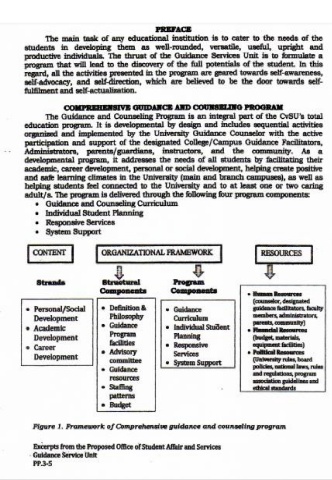 PREFACE
The main task of any educational institution is to cater to the needs of the
students in developing them as well-rounded, versatile, useful, upright and
productive individuals. The thrust of the Guidance Services Unit is to formulate a
program that will lead to the discovery of the full potentials of the student. In this
regard, all the activities presented in the program are geared towards self-awareness,
self-advocacy, and self-direction, which are believed to be the door towards self-
fulfilment and self-actualisation.
COMPREHENSIVE GUIDANCE AND COUNSELING PROGRAM
The Guidance and Counseling Program is an integral part of the CvSU's total
education program. It is developmental by design and includes sequential activities
organised and implemented by the University Guidance Counselor with the active
participation and support of the designated College/Campus Guidance Facilitators,
Administrators, parents/guardians, instructors, and the community. As a
developmental program, it addresses the needs of all students by facilitating their
academic, career development, personal or social development, helping create positive
and safe learning climates in the University (main and branch campuses), as well as
helping students feel connected to the University and to at least one or two caring
adult/s. The program is delivered through the following four program components:
• Guidance and Counseling Curriculum
• Individual Student Planning
• Responsive Services
• System Support
CONTENT
ORGANIZATIONAL FRAMEWORK
RESOURCES
Strands
• Personal/Social
Development
• Academic
Development
• Career
Development
Structural
Components
• Definition &
Philosophy
• Guidance
Program
facilities
• Advisory
committee
• Guidance
resources
• Staffing
patterns
• Budget
Program
Components
• Guidance
Curriculum
• Individual Student
Planning
• Responsive
Services
• System Support
• Human Resources
(counselor, designated
guidance facilitators, faculty
members, administrators,
parents, community)
• Financial Resources
(budget, materials,
equipment facilities)
• Political Resources
(University rules, board
policies, national laws, rules
and regulations, program
association guidelines and
ethical standards
Figure 1. Framework of Comprehensive guidance and counseling program
Excerpts from the Proposed Office of Student Affair and Services
Guidance Service Unit
PP.3-5